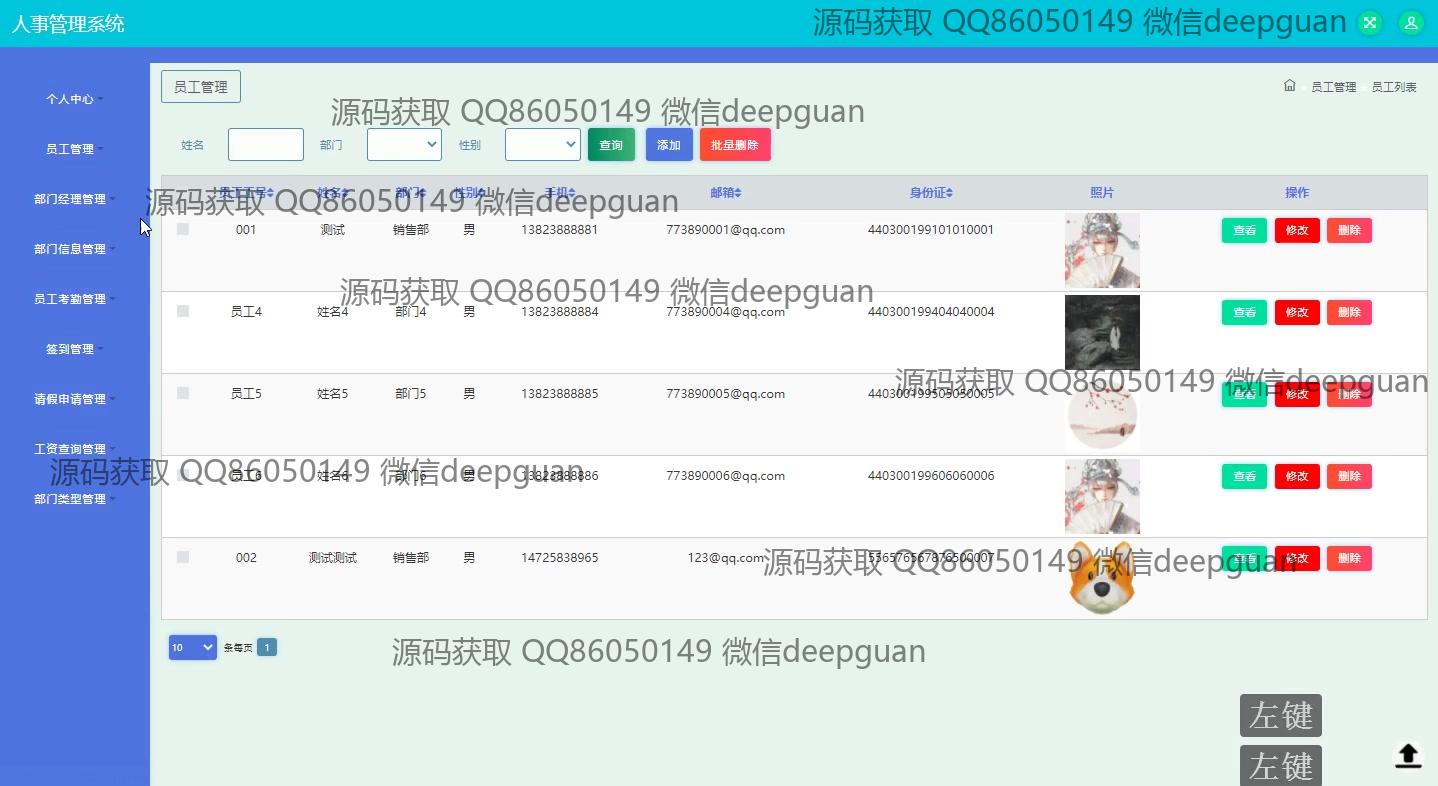 人事管理系统
源码获取 QQ86050149 微信deepguan
个人中心
员工管理
部门经理管理
部门信息管理
员工考勤管理
签到管理
请假申请管理
工资查询管理
部门类型管理
员工管理
员工管理 员工列表
源码获取 QQ86050149 微信deepguan
姓名 部门 性别 查询 添加 批量删除
员工工号 姓名 部门 性别 手机 邮箱 身份证 照片 操作
源码获取 QQ86050149 微信deepguan
001 测试 销售部 男 13823888881 773890001@qq.com 440300199101010001 查看 修改 删除
源码获取 QQ86050149 微信deepguan
员工4 姓名4 部门4 男 13823888884 773890004@qq.com 440300199404040004 查看 修改 删除
源码获取 QQ86050149 微信deepguan
员工5 姓名5 部门5 男 13823888885 773890005@qq.com 440300199505050005 查看 修改 删除
源码获取 QQ86050149 微信deepguan
员工6 姓名6 部门6 男 13823888886 773890006@qq.com 440300199606060006 查看 修改 删除
002 测试测试 销售部 男 14725838965 123@qq.com 查看 修改 删除
源码获取 QQ86050149 微信deepguan
10 条每页 1
源码获取 QQ86050149 微信deepguan
左键
左键